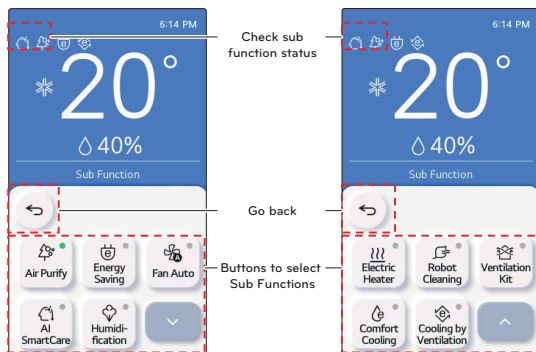 6:14 PM
20°
40%
Sub Function
Air Purify
Energy
Saving
Fan Auto
A
AI
SmartCare
Humidi-
fication
Check sub
function status
Go back
Buttons to select
Sub Functions
6:14 PM
20°
40%
Sub Function
Electric
Heater
Robot
Cleaning
Ventilation
Kit
Comfort
Cooling
Cooling by
Ventilation